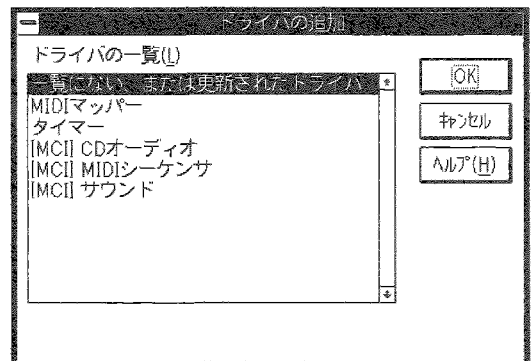 ドライバの追加
ドライバの一覧(L)
一覧にない、または更新されたドライバ
MIDIマッパー
タイマー
[MCI] CDオーディオ
[MCI] MIDIシーケンサ
[MCI] サウンド
OK
ｷｬﾝｾﾙ
ﾍﾙﾌﾟ(H)